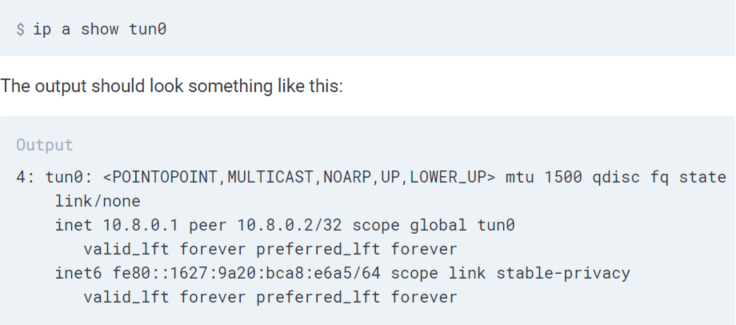 $ ip a show tun0
The output should look something like this:
Output
4: tun0: <POINTOPOINT,MULTICAST,NOARP,UP,LOWER_UP> mtu 1500 qdisc fq state
link/none
inet 10.8.0.1 peer 10.8.0.2/32 scope global tun0
valid_lft forever preferred_lft forever
inet6 fe80::1627:9a20:bca8:e6a5/64 scope link stable-privacy
valid_lft forever preferred_lft forever